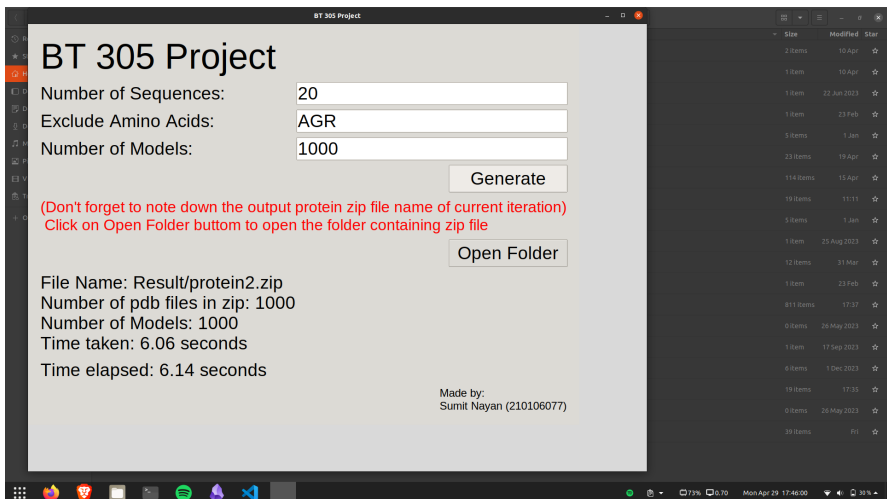 BT 305 Project
BT 305 Project
Number of Sequences: 20
Exclude Amino Acids: AGR
Number of Models: 1000
Generate
(Don't forget to note down the output protein zip file name of current iteration)
Click on Open Folder buttom to open the folder containing zip file
Open Folder
File Name: Result/protein2.zip
Number of pdb files in zip: 1000
Number of Models: 1000
Time taken: 6.06 seconds
Time elapsed: 6.14 seconds
Made by:
Sumit Nayan (210106077)
Size Modified Star
2 items 10 Apr
1 item 10 Apr
1 item 22 Jun 2023
1 item 23 Feb
5 items 1 Jan
23 items 19 Apr
114 items 15 Apr
19 items 11:11
5 items 1 Jan
1 item 25 Aug 2023
12 items 31 Mar
1 item 23 Feb
811 items 17:37
0 items 26 May 2023
1 item 17 Sep 2023
6 items 1 Dec 2023
19 items 17:35
0 items 26 May 2023
39 items Fri
73% 0.70 Mon Apr 29 17:46:00 30 %